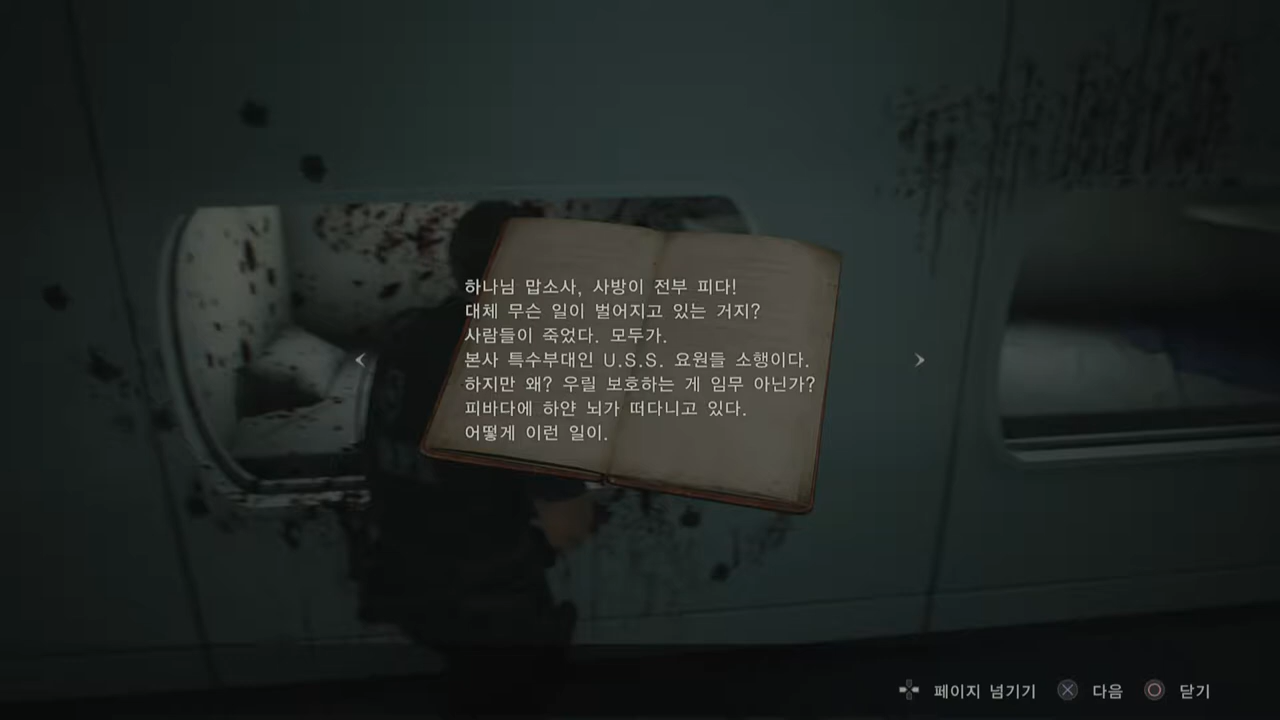 하나님 맙소사, 사방이 전부 피다!
대체 무슨 일이 벌어지고 있는 거지?
사람들이 죽었다. 모두가.
본사 특수부대인 U.S.S. 요원들 소행이다.
하지만 왜? 우릴 보호하는 게 임무 아닌가?
피바다에 하얀 뇌가 떠다니고 있다.
어떻게 이런 일이.
페이지 넘기기 다음 닫기